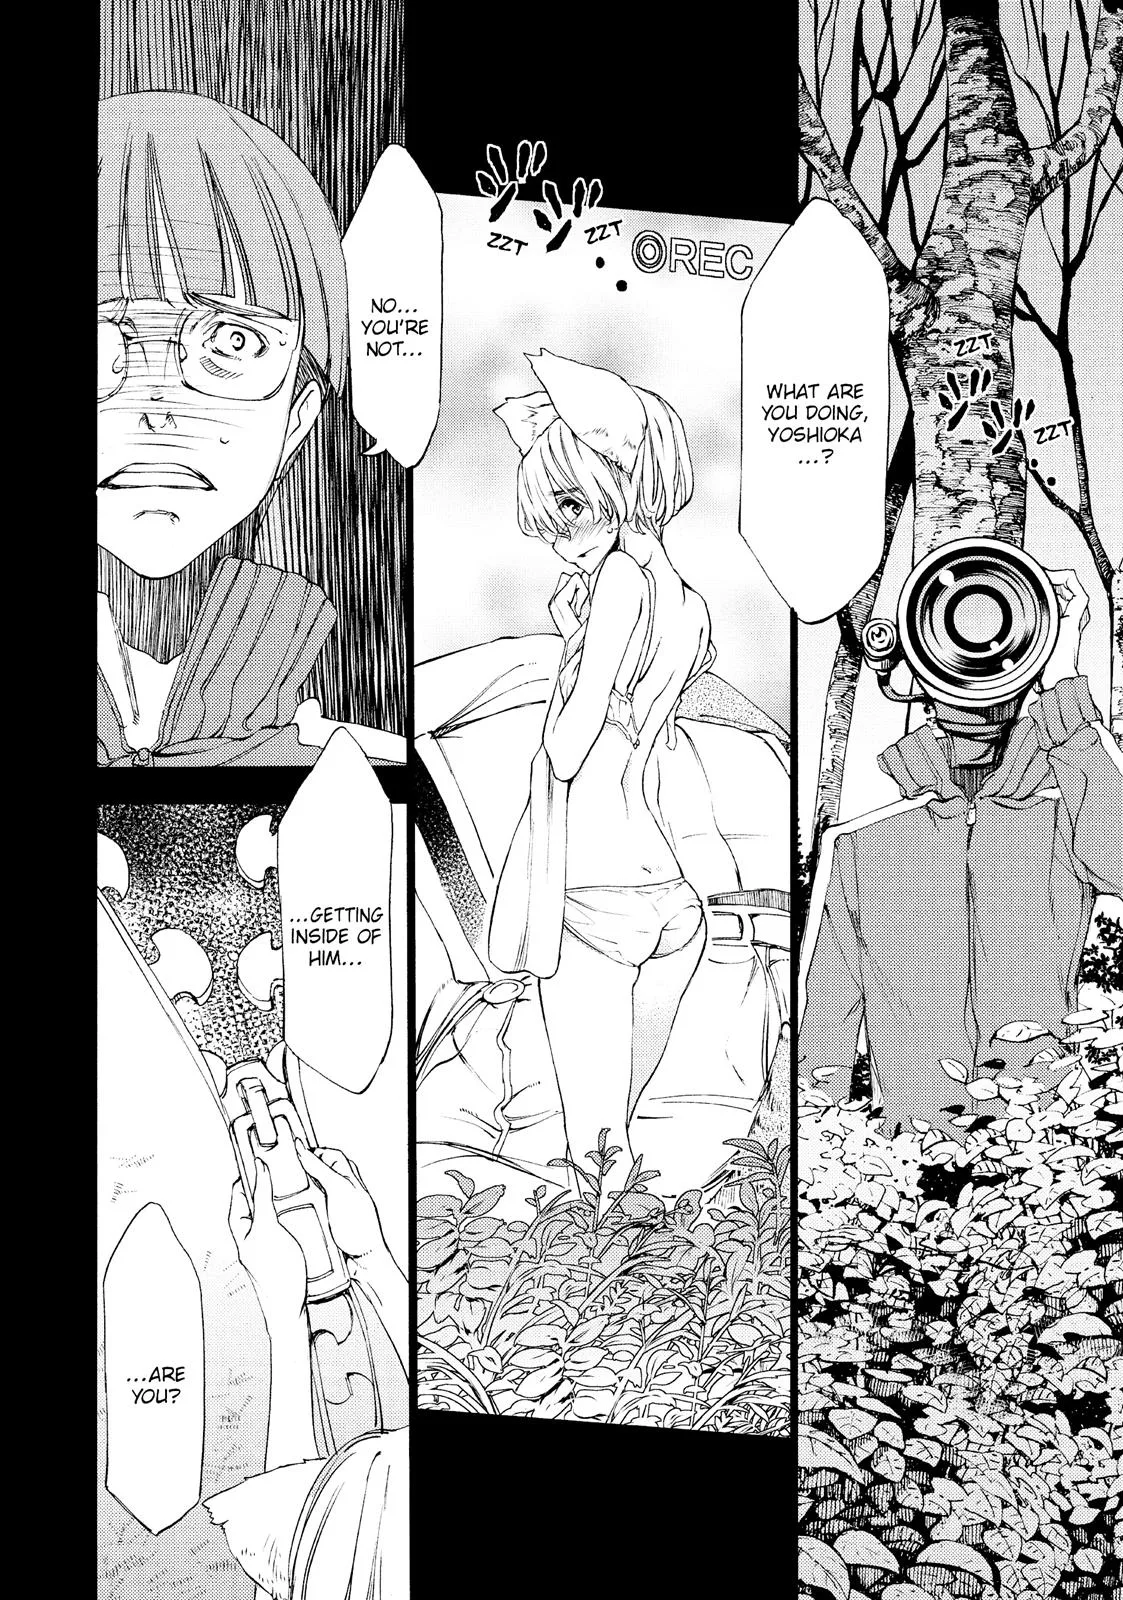 WHAT ARE
YOU DOING,
YOSHIOKA
...?
ZZT
ZZT
REC
ZZT
ZZT
NO...
YOU'RE
NOT...
...GETTING
INSIDE OF
HIM...
...ARE
YOU?